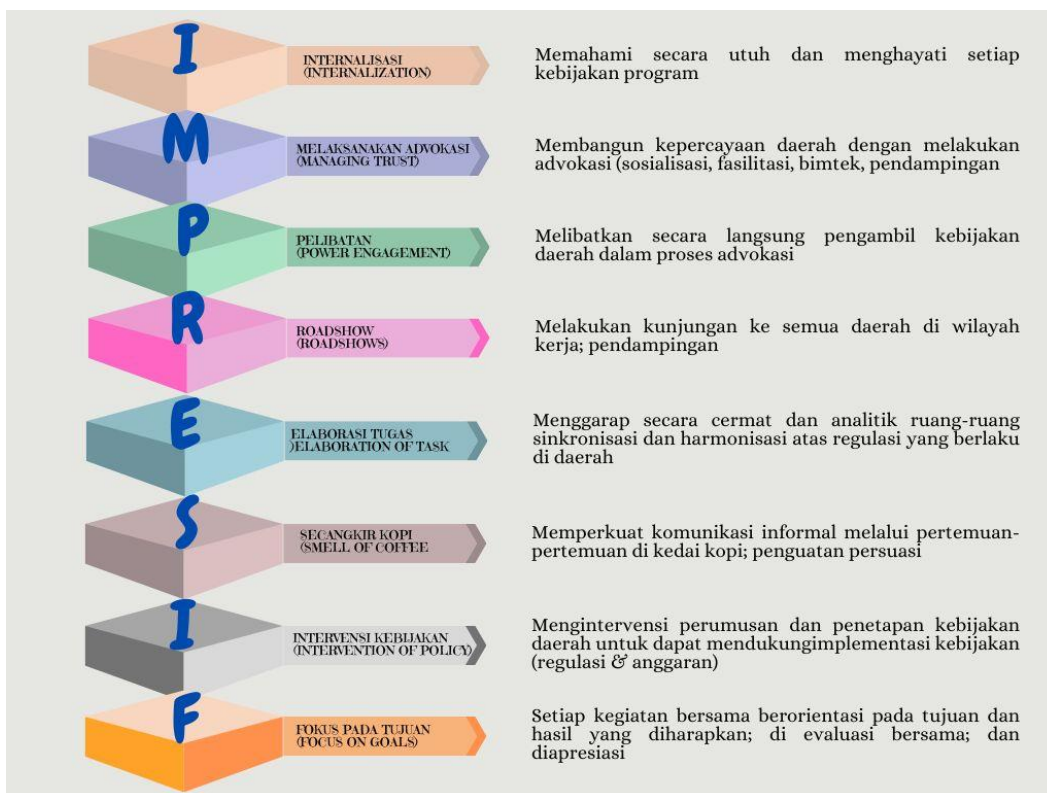 I
INTERNALISASI
(INTERNALIZATION)
Memahami secara utuh dan menghayati setiap
kebijakan program
M
MELAKSANAKAN ADVOKASI
(MANAGING TRUST)
Membangun kepercayaan daerah dengan melakukan
advokasi (sosialisasi, fasilitasi, bimtek, pendampingan
P
PELIBATAN
(POWER ENGAGEMENT)
Melibatkan secara langsung pengambil kebijakan
daerah dalam proses advokasi
R
ROADSHOW
(ROADSHOWS)
Melakukan kunjungan ke semua daerah di wilayah
kerja; pendampingan
E
ELABORASI TUGAS
)ELABORATION OF TASK
Menggarap secara cermat dan analitik ruang-ruang
sinkronisasi dan harmonisasi atas regulasi yang berlaku
di daerah
S
SECANGKIR KOPI
(SMELL OF COFFEE
Memperkuat komunikasi informal melalui pertemuan-
pertemuan di kedai kopi; penguatan persuasi
I
INTERVENSI KEBIJAKAN
(INTERVENTION OF POLICY)
Mengintervensi perumusan dan penetapan kebijakan
daerah untuk dapat mendukungimplementasi kebijakan
(regulasi & anggaran)
F
FOKUS PADA TUJUAN
(FOCUS ON GOALS)
Setiap kegiatan bersama berorientasi pada tujuan dan
hasil yang diharapkan; di evaluasi bersama; dan
diapresiasi